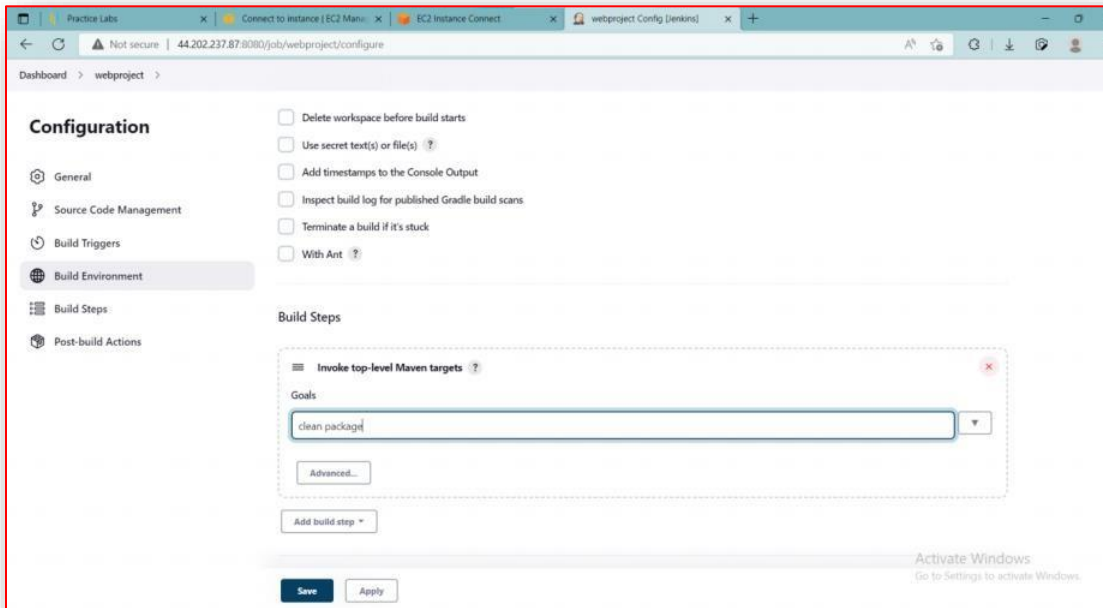 Practice Labs
Connect to instance | EC2 Mana
EC2 Instance Connect
webproject Config [Jenkins]
Not secure | 44.202.237.87:8080/job/webproject/configure
Dashboard > webproject >
Configuration
General
Source Code Management
Build Triggers
Build Environment
Build Steps
Post-build Actions
Delete workspace before build starts
Use secret text(s) or file(s) ?
Add timestamps to the Console Output
Inspect build log for published Gradle build scans
Terminate a build if it's stuck
With Ant ?
Build Steps
Invoke top-level Maven targets ?
Goals
clean package
Advanced...
Add build step
Save
Apply
Activate Windows
Go to Settings to activate Windows.